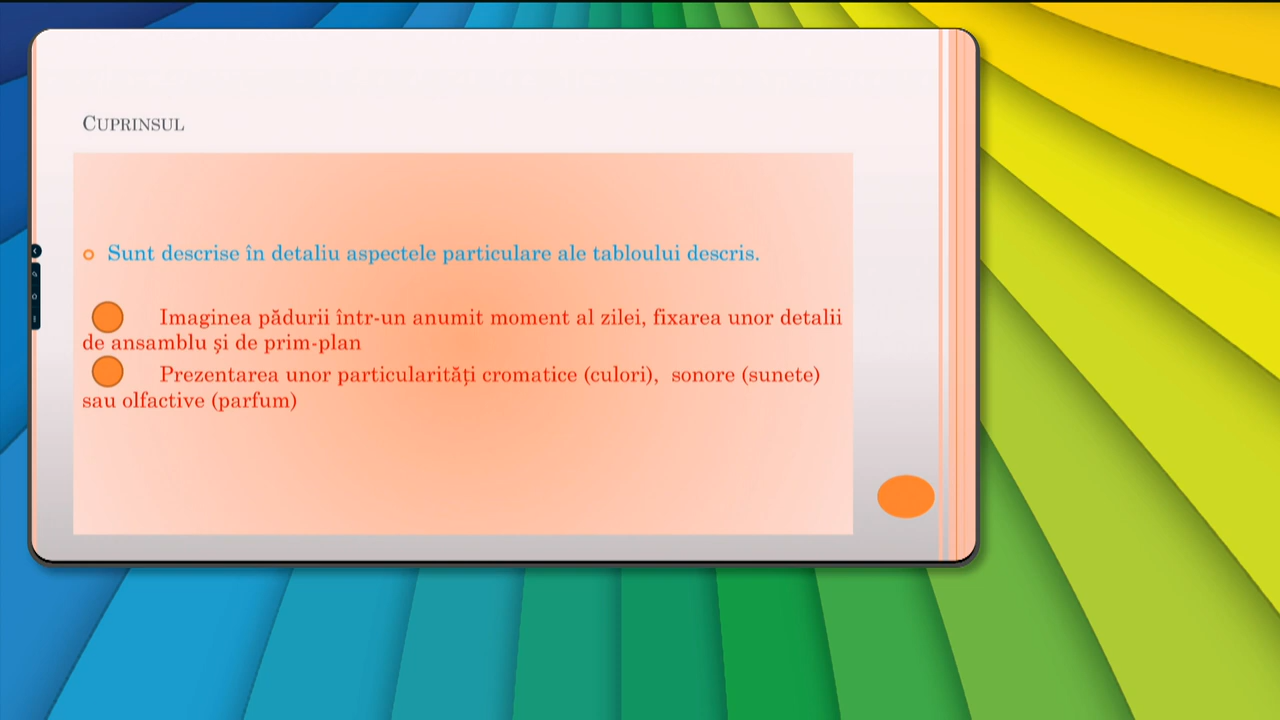 Cuprinsul
Sunt descrise în detaliu aspectele particulare ale tabloului descris.
Imaginea pădurii într-un anumit moment al zilei, fixarea unor detalii
de ansamblu și de prim-plan
Prezentarea unor particularități cromatice (culori), sonore (sunete)
sau olfactive (parfum)